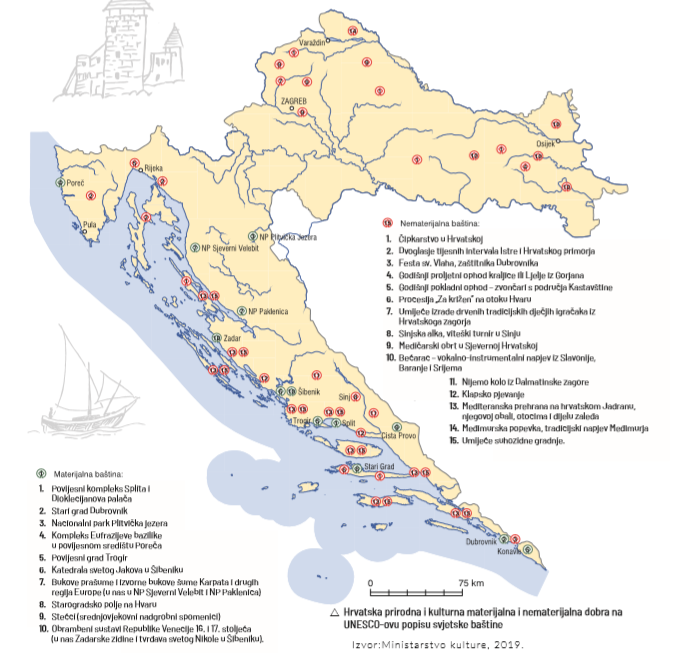 Varaždin
ZAGREB
Osijek
Rijeka
Poreč
Pula
NP Plitvička Jezera
NP Sjeverni Velebit
NP Paklenica
Zadar
Šibenik
Sinj
Trogir
Split
Cista Provo
Stari Grad
Dubrovnik
Konavle
Nematerijalna baština:
1. Čipkarstvo u Hrvatskoj
2. Dvoglasje tijesnih intervala Istre i Hrvatskog primorja
3. Festa sv. Vlaha, zaštitnika Dubrovnika
4. Godišnji proljetni ophod kraljice ili Ljelje iz Gorjana
5. Godišnji pokladni ophod – zvončari s područja Kastavštine
6. Procesija „Za križen” na otoku Hvaru
7. Umijeće izrade drvenih tradicijskih dječjih igračaka iz
Hrvatskoga zagorja
8. Sinjska alka, viteški turnir u Sinju
9. Medičarski obrt u Sjevernoj Hrvatskoj
10. Bećarac – vokalno-instrumentalni napjev iz Slavonije,
Baranje i Srijema
11. Nijemo kolo iz Dalmatinske zagore
12. Klapsko pjevanje
13. Mediteranska prehrana na hrvatskom Jadranu,
njegovoj obali, otocima i dijelu zaleđa
14. Međimurska popevka, tradicijski napjev Međimurja
15. Umijeće suhozidne gradnje.
Materijalna baština:
1. Povijesni kompleks Splita i
Dioklecijanova palača
2. Stari grad Dubrovnik
3. Nacionalni park Plitvička jezera
4. Kompleks Eufrazijeve bazilike
u povijesnom središtu Poreča
5. Povijesni grad Trogir
6. Katedrala svetog Jakova u Šibeniku
7. Bukove prašume i izvorne bukove šume Karpata i drugih
regija Europe (u nas u NP Sjeverni Velebit i NP Paklenica)
8. Starogradsko polje na Hvaru
9. Stećci (srednjovjekovni nadgrobni spomenici)
10. Obrambeni sustavi Republike Venecije 16. i 17. stoljeća
(u nas Zadarske zidine i tvrđava svetog Nikole u Šibeniku).
0 75 km
△ Hrvatska prirodna i kulturna materijalna i nematerijalna dobra na
UNESCO-ovu popisu svjetske baštine
Izvor:Ministarstvo kulture, 2019.